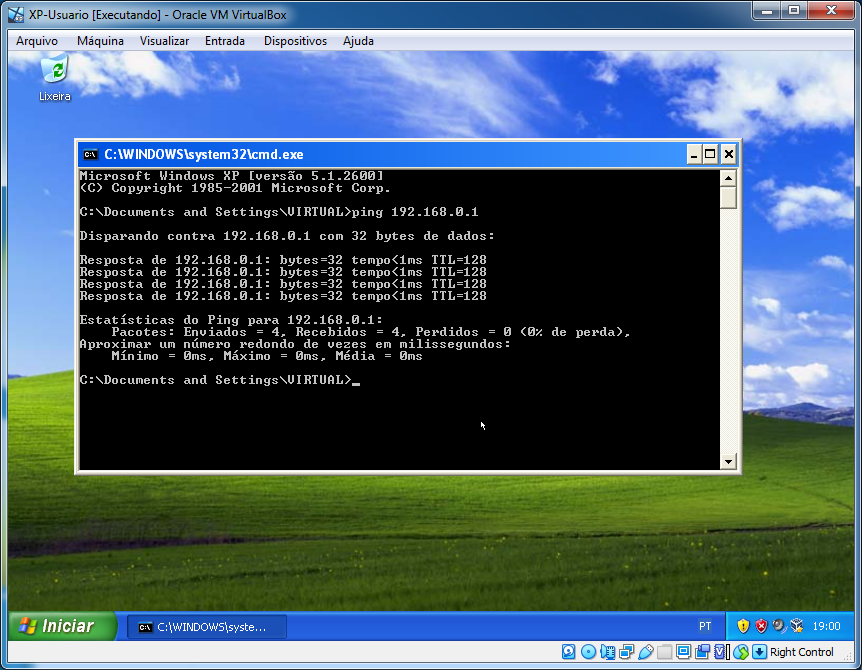 XP-Usuario [Executando] - Oracle VM VirtualBox
Arquivo Máquina Visualizar Entrada Dispositivos Ajuda
Lixeira
C:\WINDOWS\system32\cmd.exe
Microsoft Windows XP [versão 5.1.2600]
(C) Copyright 1985-2001 Microsoft Corp.
C:\Documents and Settings\VIRTUAL>ping 192.168.0.1
Disparando contra 192.168.0.1 com 32 bytes de dados:
Resposta de 192.168.0.1: bytes=32 tempo<1ms TTL=128
Resposta de 192.168.0.1: bytes=32 tempo<1ms TTL=128
Resposta de 192.168.0.1: bytes=32 tempo<1ms TTL=128
Resposta de 192.168.0.1: bytes=32 tempo<1ms TTL=128
Estatísticas do Ping para 192.168.0.1:
Pacotes: Enviados = 4, Recebidos = 4, Perdidos = 0 (0% de perda),
Aproximar um número redondo de vezes em milissegundos:
Mínimo = 0ms, Máximo = 0ms, Média = 0ms
C:\Documents and Settings\VIRTUAL>_
Iniciar C:\WINDOWS\syste... PT 19:00
Right Control